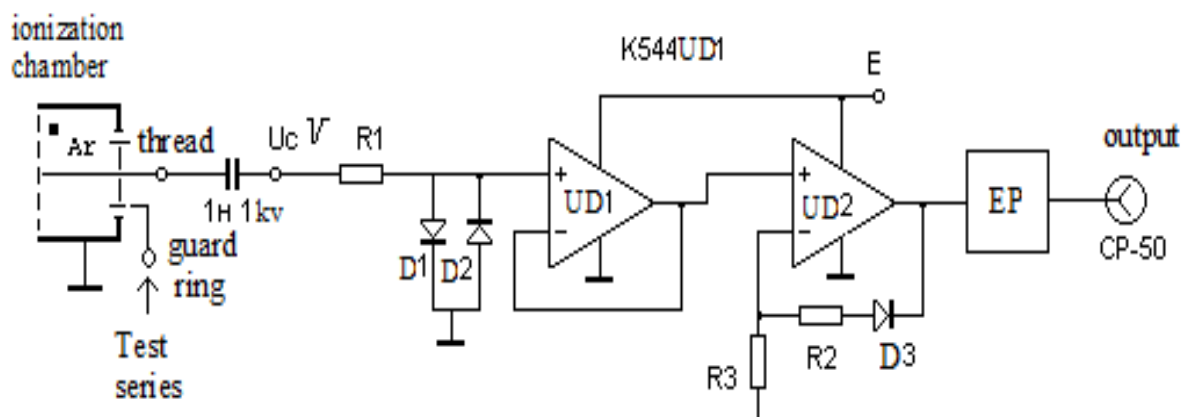 ionization
chamber
K544UD1
E
Ar
thread
Uc
R1
output
+
UD1
−
+
UD2
−
EP
1н 1kv
guard
ring
D1
D2
CP-50
R2
D3
R3
Test
series